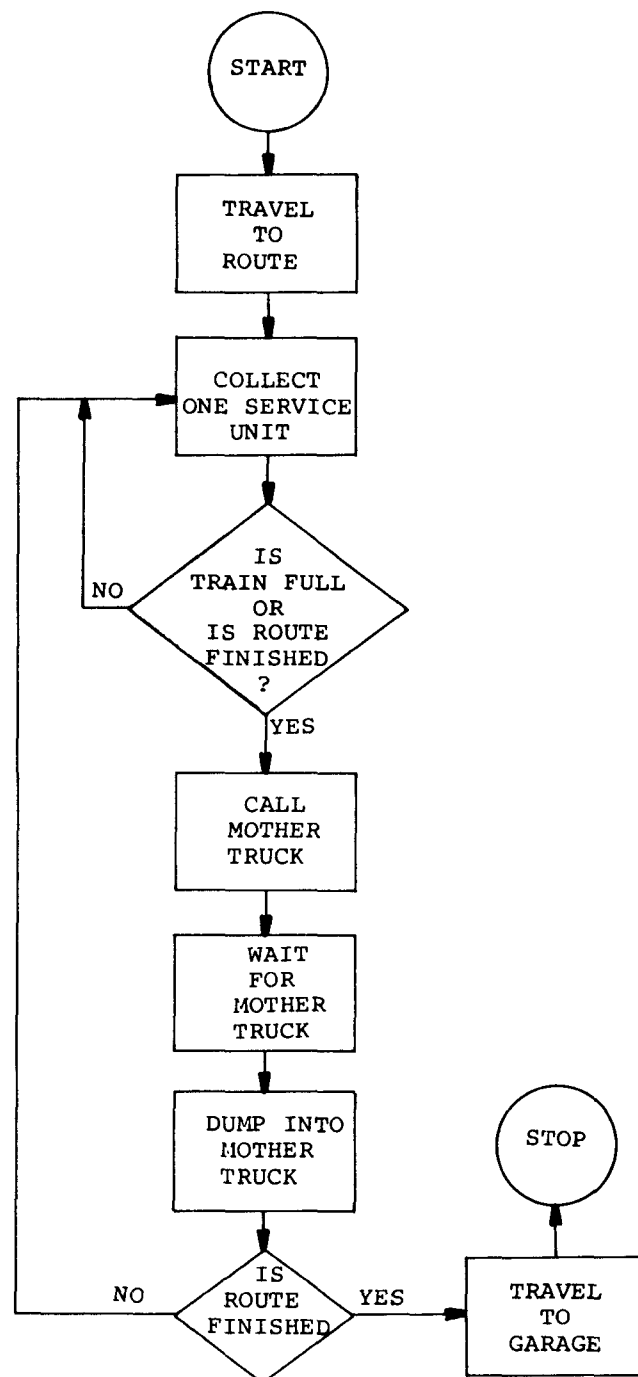 START
TRAVEL
TO
ROUTE
COLLECT
ONE SERVICE
UNIT
IS
TRAIN FULL
OR
IS ROUTE
FINISHED
?
NO
YES
CALL
MOTHER
TRUCK
WAIT
FOR
MOTHER
TRUCK
DUMP INTO
MOTHER
TRUCK
IS
ROUTE
FINISHED
NO
YES
TRAVEL
TO
GARAGE
STOP